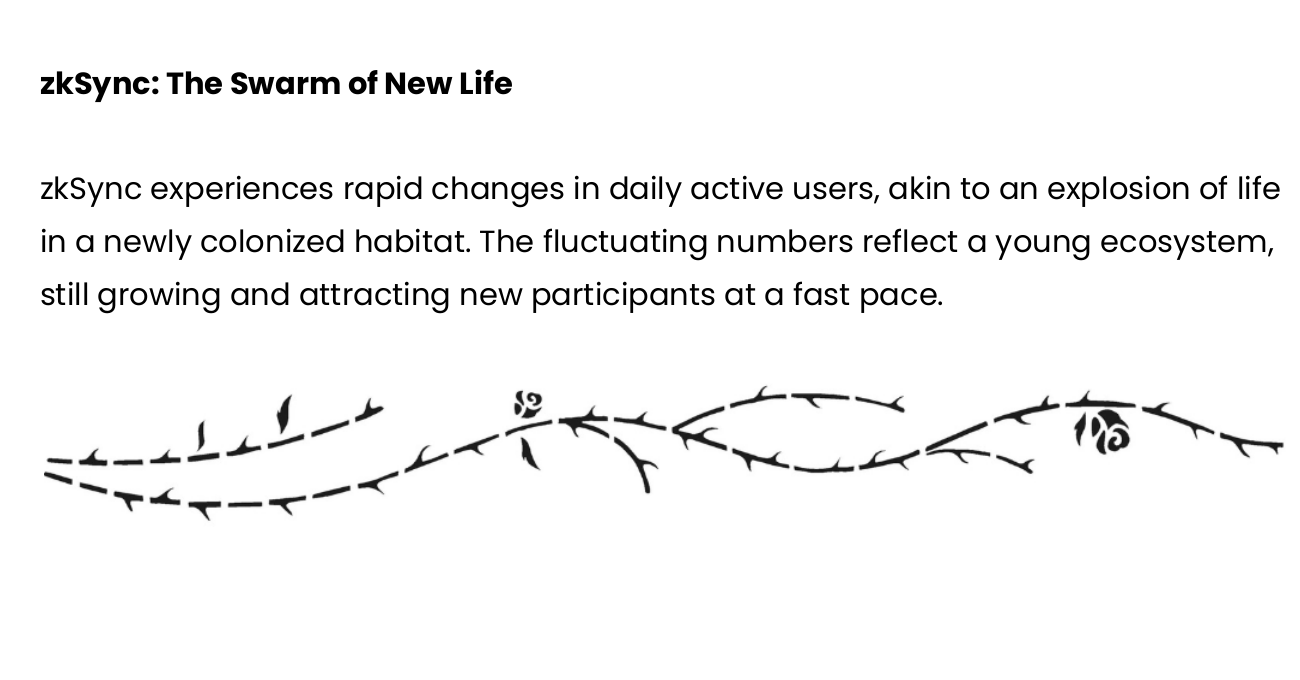 zkSync: The Swarm of New Life
zkSync experiences rapid changes in daily active users, akin to an explosion of life
in a newly colonized habitat. The fluctuating numbers reflect a young ecosystem,
still growing and attracting new participants at a fast pace.